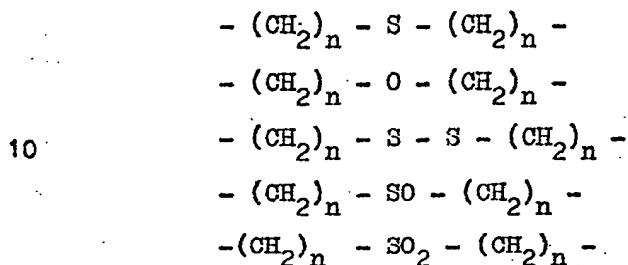 - (CH₂)ₙ - S - (CH₂)ₙ -
- (CH₂)ₙ - O - (CH₂)ₙ -
10 - (CH₂)ₙ - S - S - (CH₂)ₙ -
- (CH₂)ₙ - SO - (CH₂)ₙ -
-(CH₂)ₙ - SO₂ - (CH₂)ₙ -